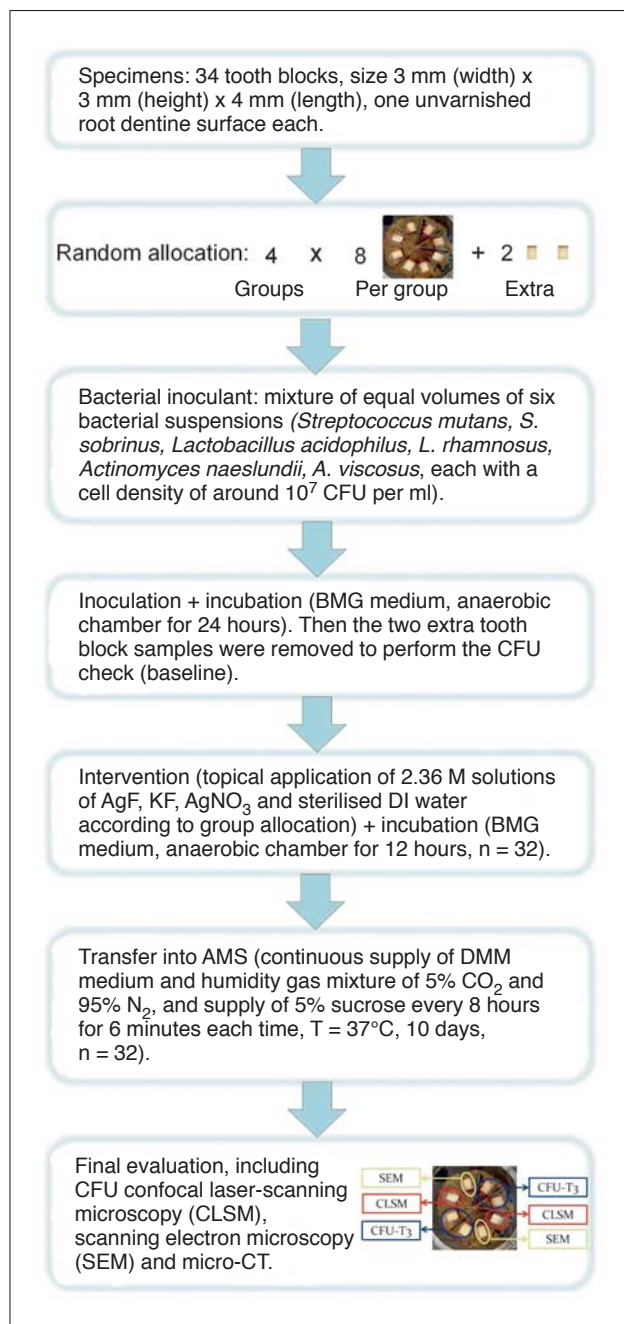 Specimens: 34 tooth blocks, size 3 mm (width) x
3 mm (height) x 4 mm (length), one unvarnished
root dentine surface each.
Random allocation: 4 x 8 + 2
Groups Per group Extra
Bacterial inoculant: mixture of equal volumes of six
bacterial suspensions (Streptococcus mutans, S.
sobrinus, Lactobacillus acidophilus, L. rhamnosus,
Actinomyces naeslundii, A. viscosus, each with a
cell density of around 10⁷ CFU per ml).
Inoculation + incubation (BMG medium, anaerobic
chamber for 24 hours). Then the two extra tooth
block samples were removed to perform the CFU
check (baseline).
Intervention (topical application of 2.36 M solutions
of AgF, KF, AgNO₃ and sterilised DI water
according to group allocation) + incubation (BMG
medium, anaerobic chamber for 12 hours, n = 32).
Transfer into AMS (continuous supply of DMM
medium and humidity gas mixture of 5% CO₂ and
95% N₂, and supply of 5% sucrose every 8 hours
for 6 minutes each time, T = 37°C, 10 days,
n = 32).
Final evaluation, including
CFU confocal laser-scanning
microscopy (CLSM),
scanning electron microscopy
(SEM) and micro-CT.
SEM
CFU-T₃
CLSM
CLSM
CFU-T₃
SEM